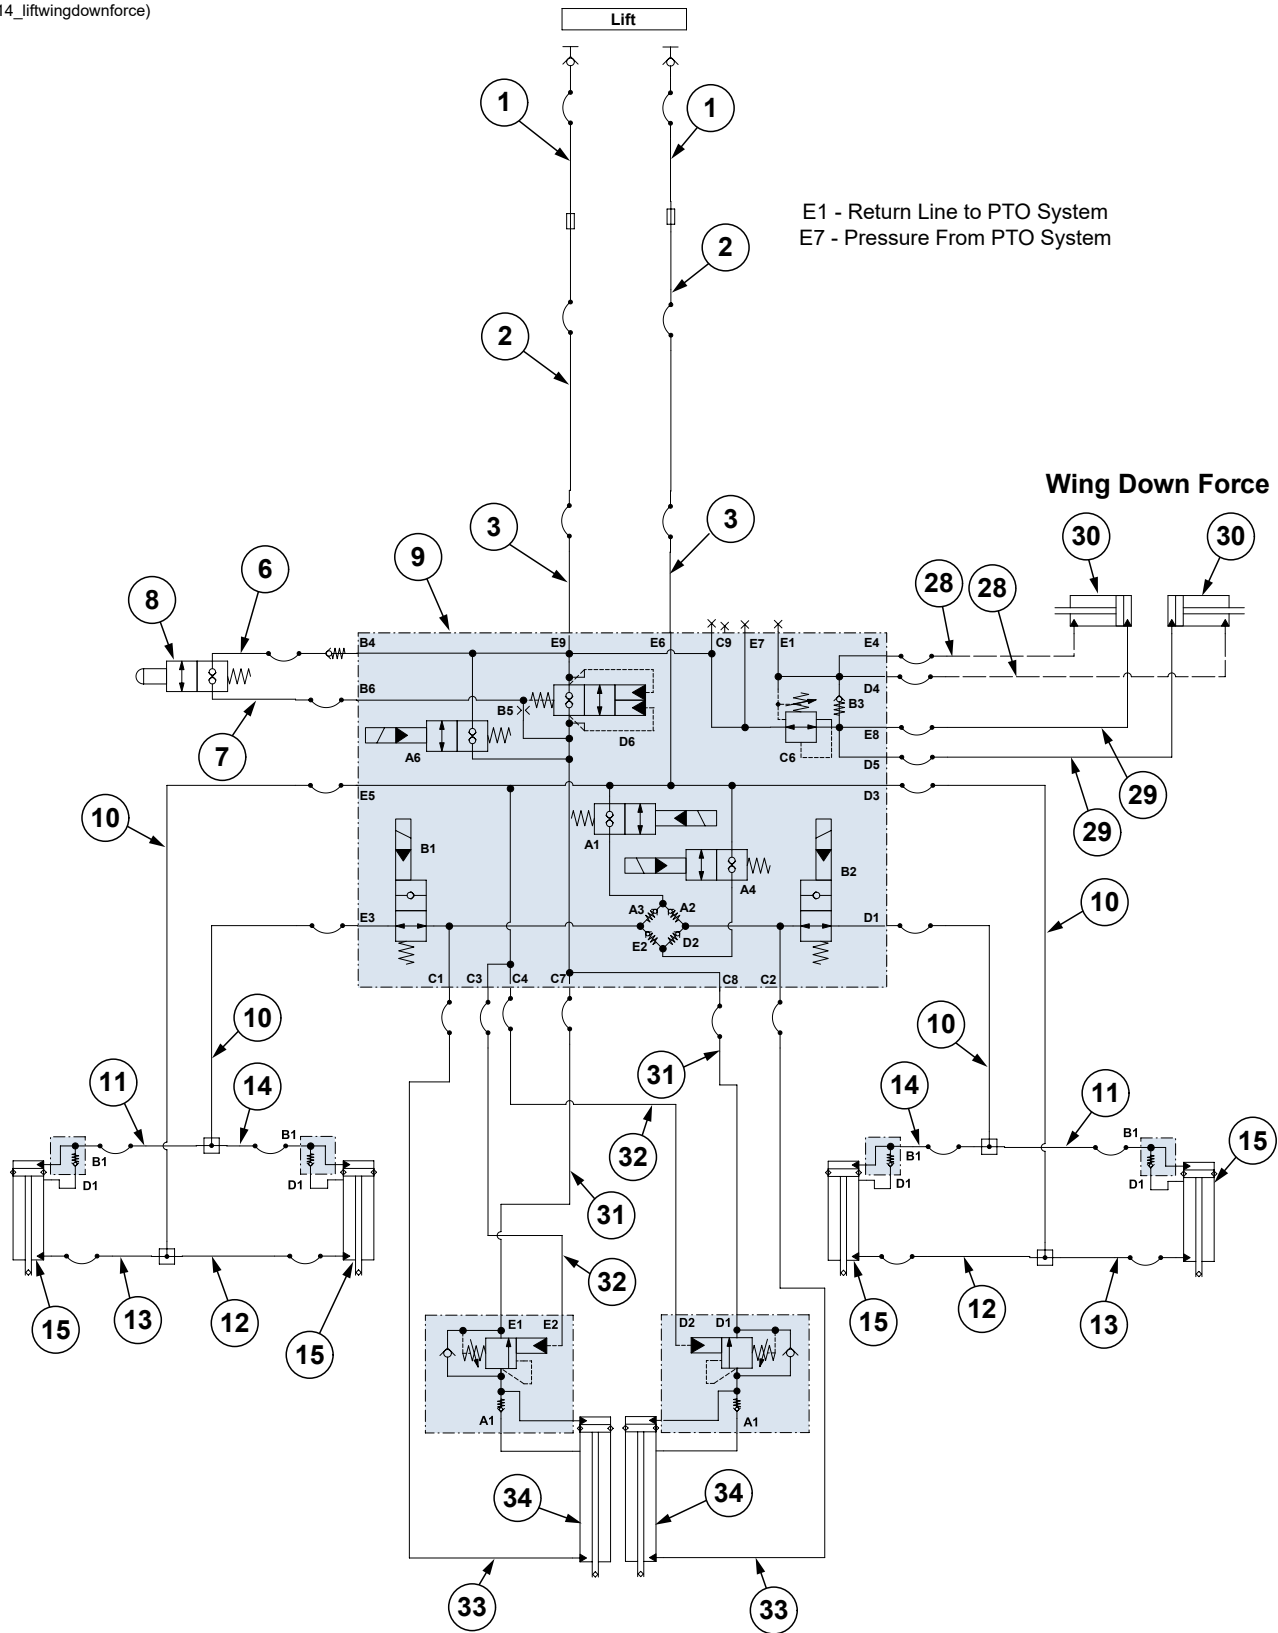 14_liftwingdownforce)
Lift
1
1
E1 - Return Line to PTO System
E7 - Pressure From PTO System
2
2
Wing Down Force
3
3
9
30
30
6
8
28
28
B4
E9
E6
C9
E7
E1
E4
B6
B5
D4
B3
7
A6
D6
C6
E8
D5
E5
D3
29
29
10
B1
A1
A4
B2
10
E3
A3
A2
E2
D2
D1
C1
C3
C4
C7
C8
C2
10
10
11
14
31
14
11
B1
D1
B1
D1
32
B1
D1
B1
D1
15
31
32
15
13
12
15
15
12
13
E1
E2
D2
D1
A1
A1
34
34
33
33